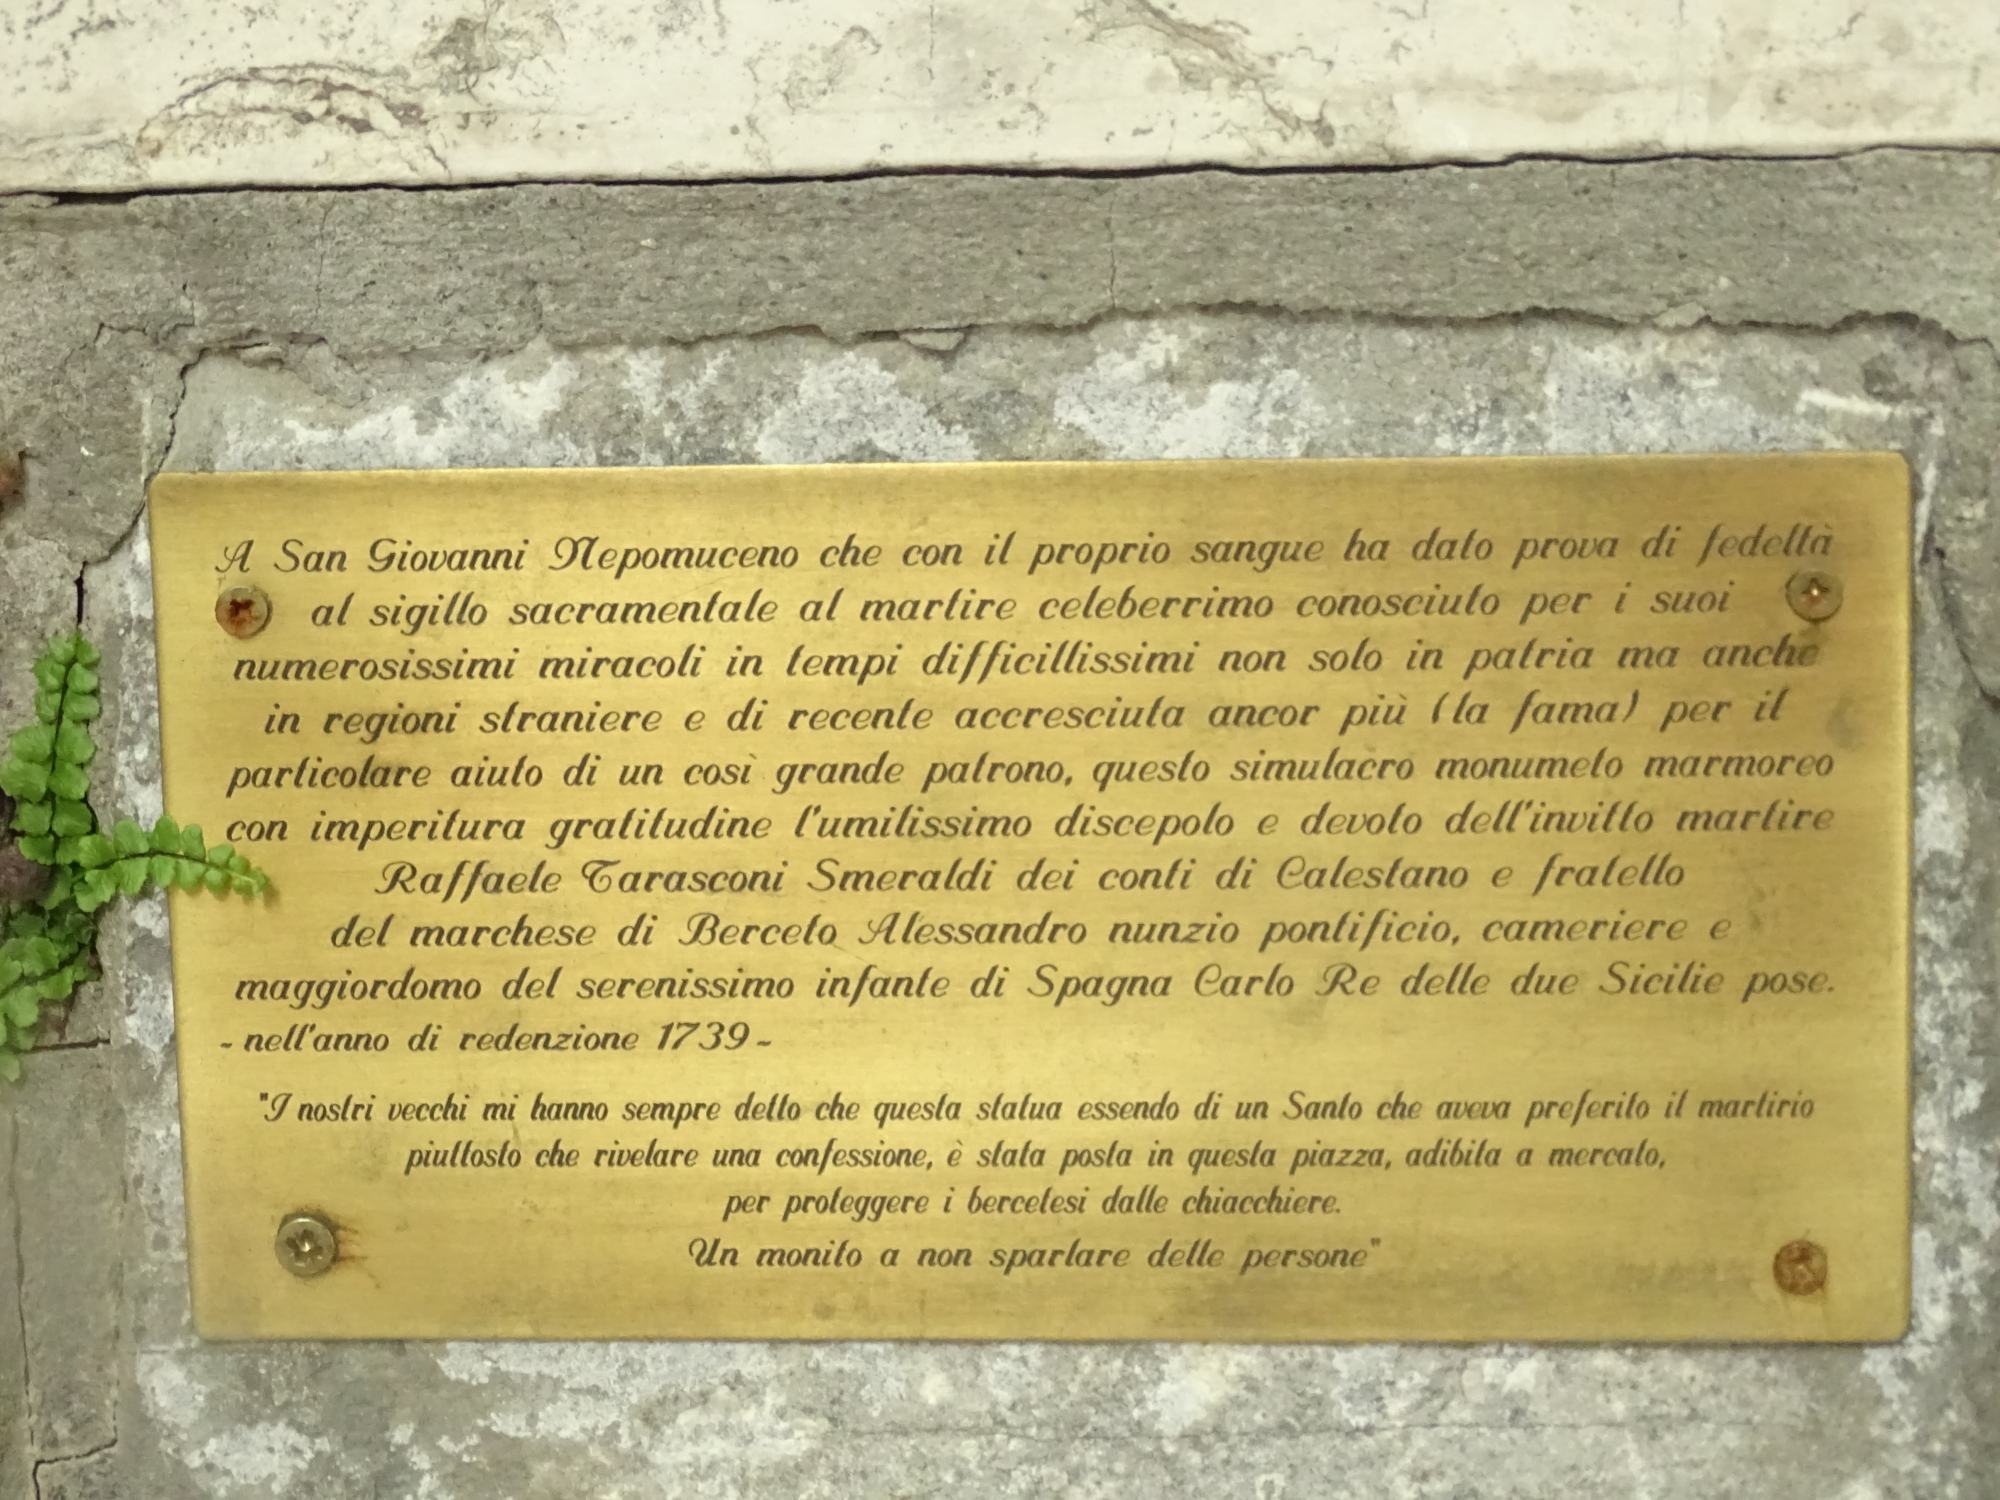 A San Giovanni Nepomuceno che con il proprio sangue ha dato prova di fedeltà
al sigillo sacramentale al martire celeberrimo conosciuto per i suoi
numerosissimi miracoli in tempi difficillissimi non solo in patria ma anche
in regioni straniere e di recente accresciuta ancor più (la fama) per il
particolare aiuto di un così grande patrono, questo simulacro monumeto marmoreo
con imperitura gratitudine l'umilissimo discepolo e devoto dell'invitto martire
Raffaele Tarasconi Smeraldi dei conti di Calestano e fratello
del marchese di Berceto Alessandro nunzio pontificio, cameriere e
maggiordomo del serenissimo infante di Spagna Carlo Re delle due Sicilie pose.
- nell'anno di redenzione 1739 -
"I nostri vecchi mi hanno sempre detto che questa statua essendo di un Santo che aveva preferito il martirio
piuttosto che rivelare una confessione, è stata posta in questa piazza, adibita a mercato,
per proteggere i bercetesi dalle chiacchiere.
Un monito a non sparlare delle persone"